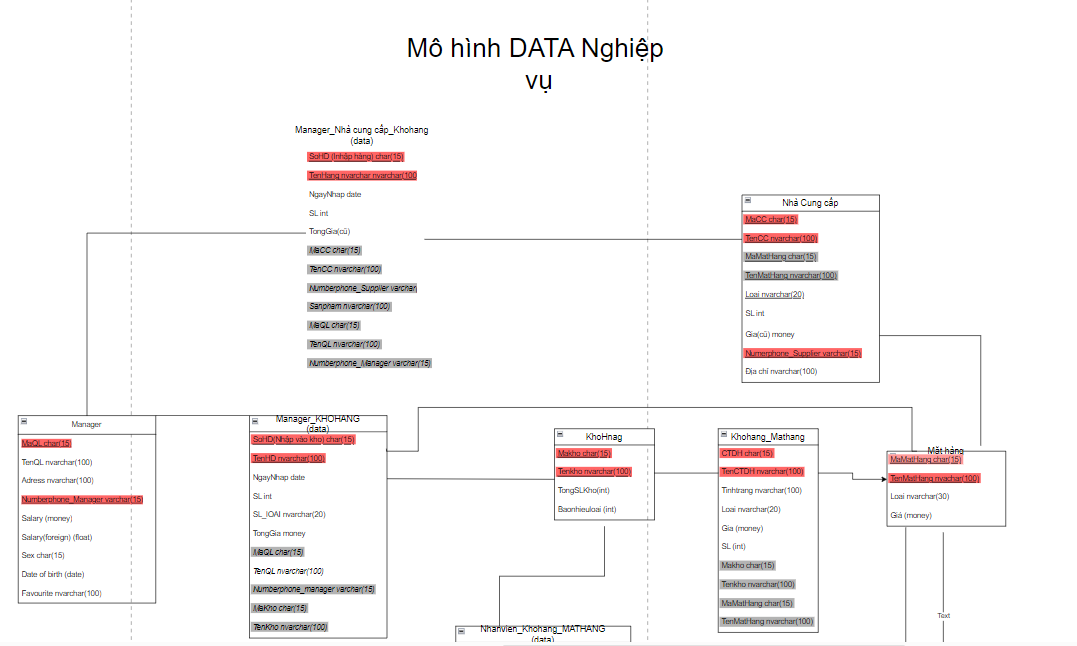 Mô hình DATA Nghiệp
vụ
Manager_Nhà cung cấp_Khohang
(data)
SoHD (Inhập hàng) char(15)
TenHang nvarchar nvarchar(100
NgayNhap date
SL int
TongGia(cũ)
MaCC char(15)
TenCC nvarchar(100)
Numberphone_Supplier varchar
Sanpham nvarchar(100)
MaQL char(15)
TenQL nvarchar(100)
Numberphone_Manager varchar(15)
Nhà Cung cấp
MaCC char(15)
TenCC nvarchar(100)
MaMatHang char(15)
TenMatHang nvarchar(100)
Loai nvarchar(20)
SL int
Gia(cũ) money
Numerphone_Supplier varchar(15)
Địa chỉ nvarchar(100)
Manager
MaQL char(15)
TenQL nvarchar(100)
Adress nvarchar(100)
Numberphone_Manager varchar(15)
Salary (money)
Salary(foreign) (float)
Sex char(15)
Date of birth (date)
Favourite nvarchar(100)
Manager_KHOHANG
(data)
SoHD(Nhập vào kho) char(15)
TenHD nvarchar(100)
NgayNhap date
SL int
SL_lOAI nvarchar(20)
TongGia money
MaQL char(15)
TenQL nvarchar(100)
Numberphone_manager varchar(15)
MaKho char(15)
TenKho nvarchar(100)
KhoHnag
Makho char(15)
Tenkho nvarchar(100)
TongSLKho(int)
Baonhieuloai (int)
Khohang_Mathang
CTDH char(15)
TenCTDH nvarchar(100)
Tinhtrang nvarchar(100)
Loai nvarchar(20)
Gia (money)
SL (int)
Makho char(15)
Tenkho nvarchar(100)
MaMatHang char(15)
TenMatHang nvarchar(100)
Mặt hàng
MaMatHang char(15)
TenMatHang nvachar(100)
Loai nvarchar(30)
Giá (money)
Text
Nhanvien_Khohang_MATHANG
(data)